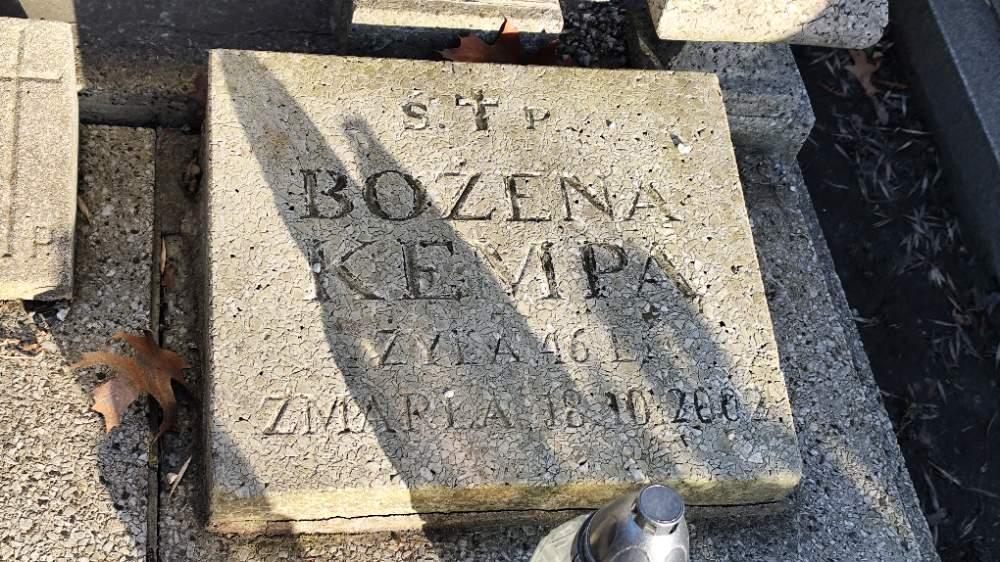 Ś. † P.
BOŻENA
KEMPA
ŻYŁA 46 L.
ZMARŁA 18.10.2002